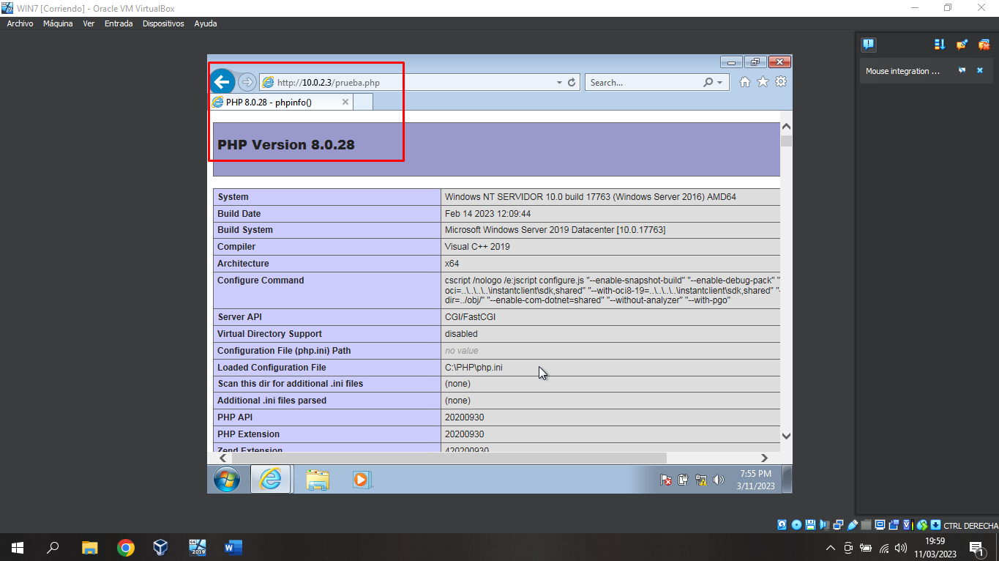 WIN7 [Corriendo] - Oracle VM VirtualBox
Archivo Máquina Ver Entrada Dispositivos Ayuda
Mouse integration ...
http://10.0.2.3/prueba.php
Search...
PHP 8.0.28 - phpinfo()
PHP Version 8.0.28
System Windows NT SERVIDOR 10.0 build 17763 (Windows Server 2016) AMD64
Build Date Feb 14 2023 12:09:44
Build System Microsoft Windows Server 2019 Datacenter [10.0.17763]
Compiler Visual C++ 2019
Architecture x64
Configure Command cscript /nologo /e:jscript configure.js "--enable-snapshot-build" "--enable-debug-pack" "
oci=..\..\..\..\instantclient\sdk,shared" "--with-oci8-19=..\..\..\..\instantclient\sdk,shared" "-
dir=../obj/" "--enable-com-dotnet=shared" "--without-analyzer" "--with-pgo"
Server API CGI/FastCGI
Virtual Directory Support disabled
Configuration File (php.ini) Path no value
Loaded Configuration File C:\PHP\php.ini
Scan this dir for additional .ini files (none)
Additional .ini files parsed (none)
PHP API 20200930
PHP Extension 20200930
Zend Extension 420200930
7:55 PM
3/11/2023
CTRL DERECHA
64
2019
19:59
11/03/2023
1